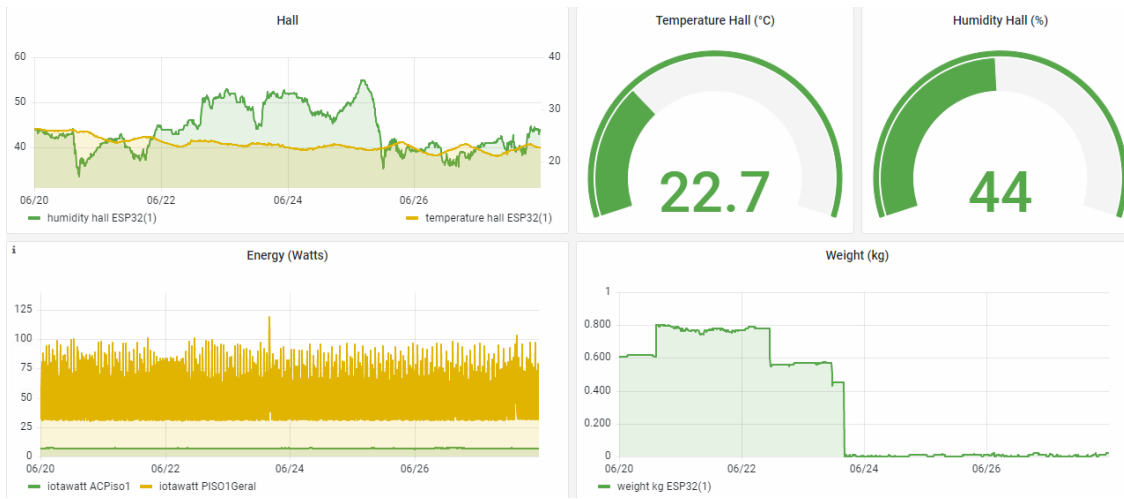 Hall
60
50
40
40
30
20
06/20
06/22
06/24
06/26
humidity hall ESP32(1)
temperature hall ESP32(1)
Temperature Hall (°C)
22.7
Humidity Hall (%)
44
i
Energy (Watts)
125
100
75
50
25
0
06/20
06/22
06/24
06/26
iotawatt ACPiso1
iotawatt PISO1Geral
Weight (kg)
1
0.800
0.600
0.400
0.200
0
06/20
06/22
06/24
06/26
weight kg ESP32(1)